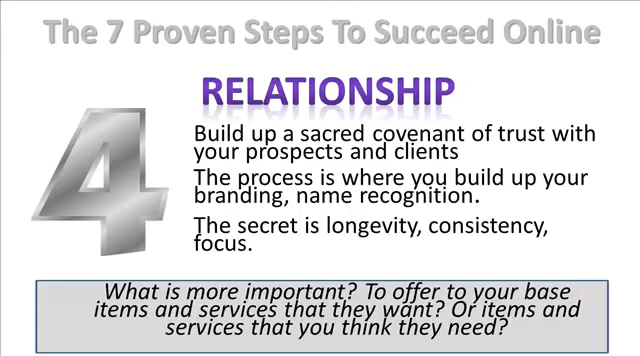 The 7 Proven Steps To Succeed Online
RELATIONSHIP
4
Build up a sacred covenant of trust with
your prospects and clients
The process is where you build up your
branding, name recognition.
The secret is longevity, consistency,
focus.
What is more important? To offer to your base
items and services that they want? Or items and
services that you think they need?